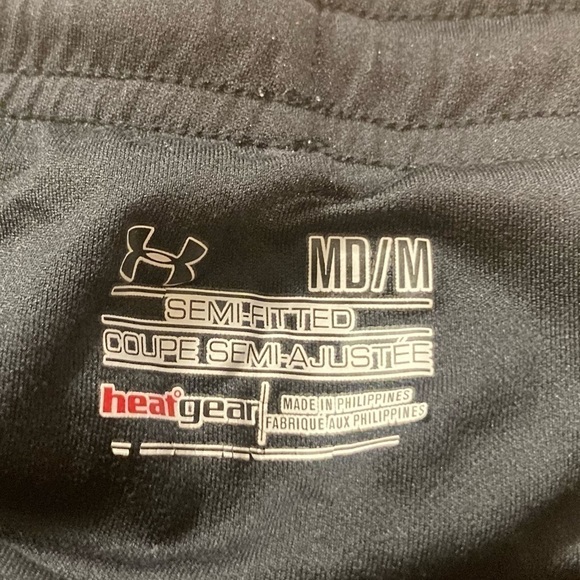 MD/M
SEMI-FITTED
COUPE SEMI-AJUSTÉE
heatgear
MADE IN PHILIPPINES
FABRIQUE AUX PHILIPPINES